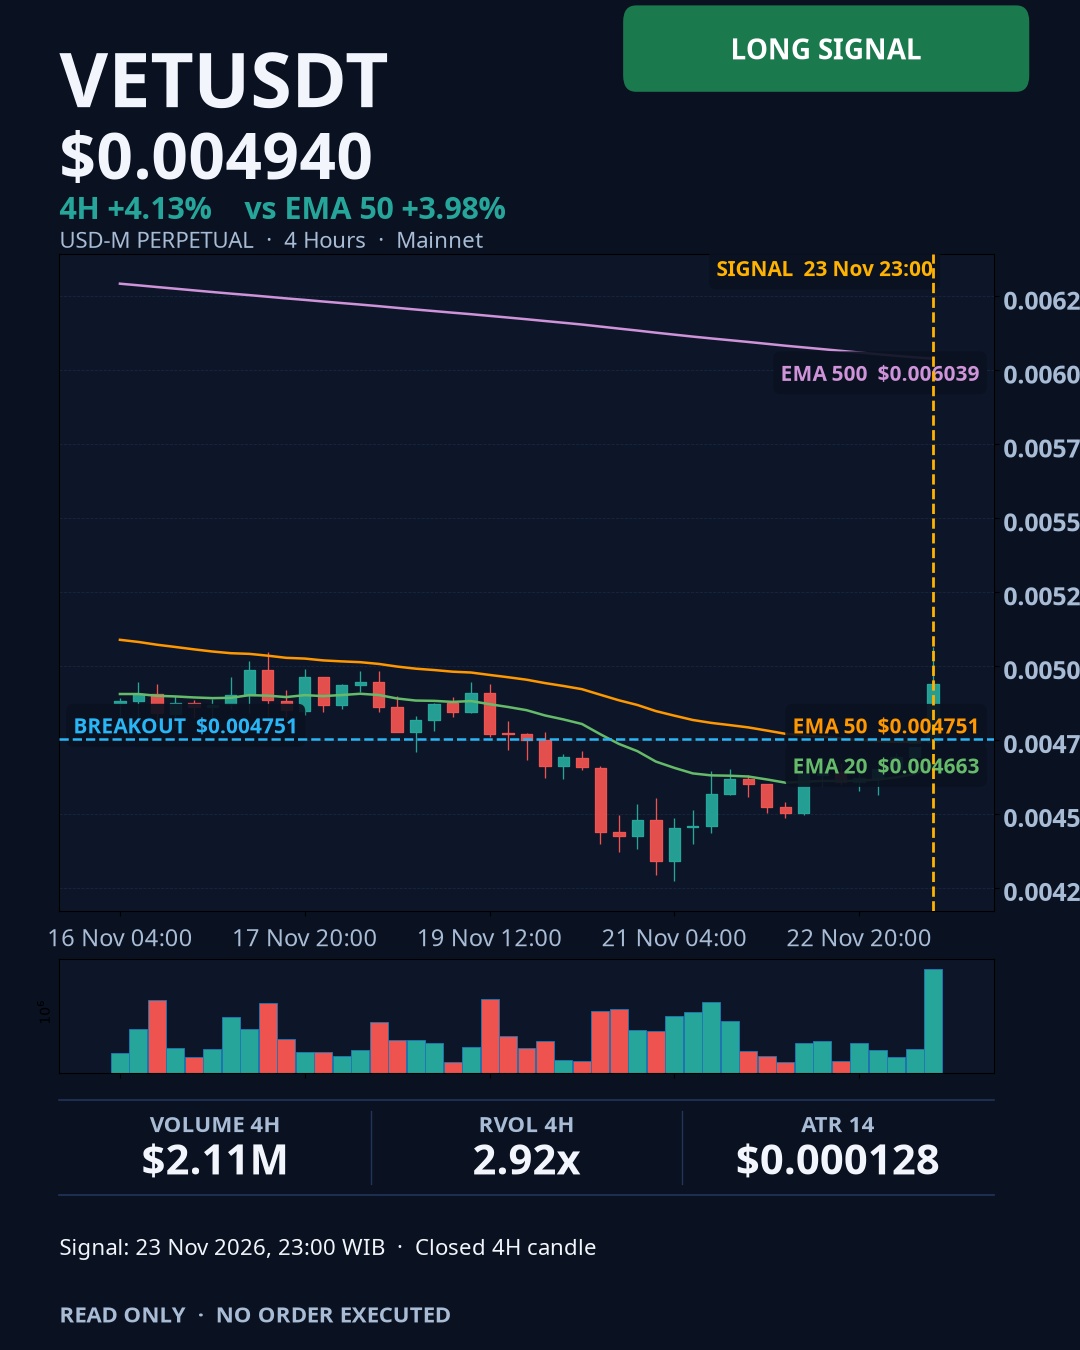 LONG SIGNAL
VETUSDT
$0.004940
4H +4.13% vs EMA 50 +3.98%
USD-M PERPETUAL · 4 Hours · Mainnet
SIGNAL 23 Nov 23:00
0.0062
EMA 500 $0.006039
0.0060
0.0057
0.0055
0.0052
0.0050
BREAKOUT $0.004751
EMA 50 $0.004751
0.0047
EMA 20 $0.004663
0.0045
0.0042
16 Nov 04:00 17 Nov 20:00 19 Nov 12:00 21 Nov 04:00 22 Nov 20:00
10⁶
VOLUME 4H RVOL 4H ATR 14
$2.11M 2.92x $0.000128
Signal: 23 Nov 2026, 23:00 WIB · Closed 4H candle
READ ONLY · NO ORDER EXECUTED